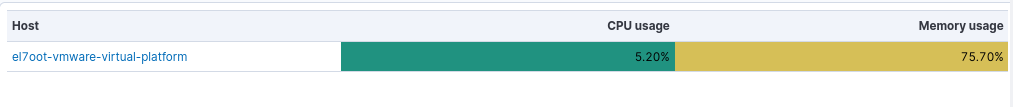 Host CPU usage Memory usage
el7oot-vmware-virtual-platform 5.20% 75.70%